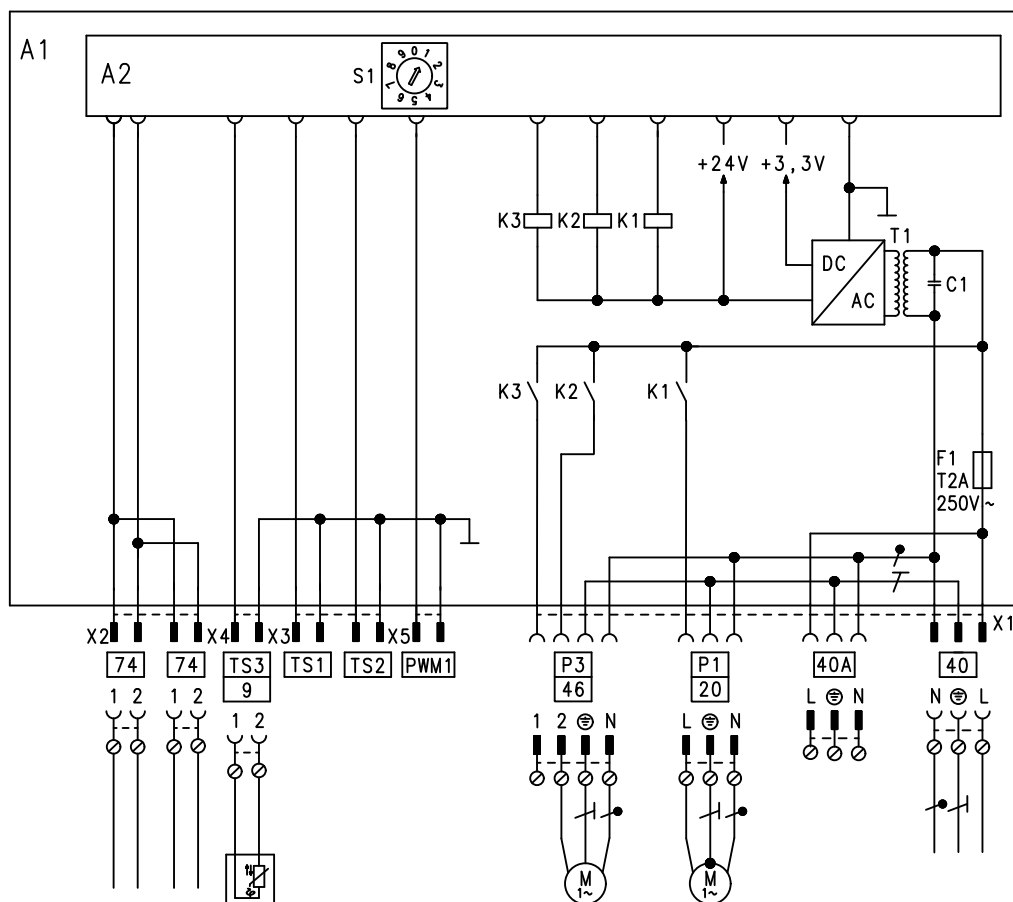 A1
A2
S1
0 1 2 3 4 5 6 7 8 9
+24V +3,3V
K3 K2 K1
T1
DC
AC
C1
K3 K2 K1
F1
T2A
250V~
X2 X4 X3 X5 X1
74 74 TS3 TS1 TS2 PWM1 P3 P1 40A 40
9 46 20
1 2 1 2 1 2 1 2 N L N L N N L
M M
1~ 1~
ϑ